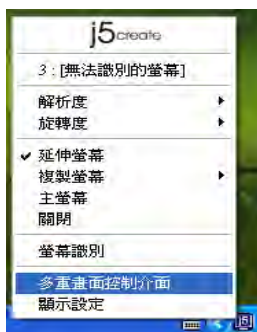 j5create
3 : [無法識別的螢幕]
解析度
旋轉度
延伸螢幕
複製螢幕
主螢幕
關閉
螢幕識別
多重畫面控制介面
顯示設定
j5